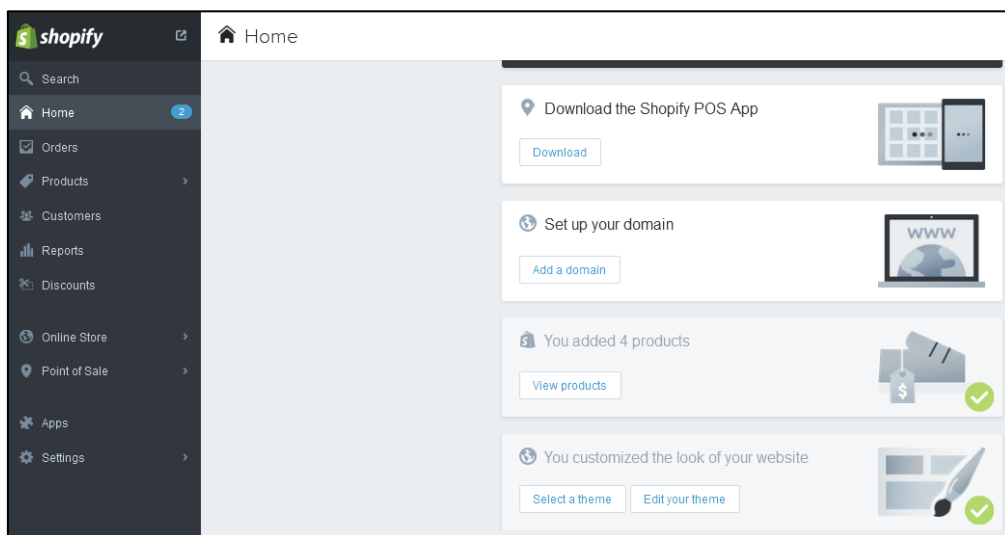 shopify
Home
Search
Home 2
Orders
Products
Customers
Reports
Discounts
Online Store
Point of Sale
Apps
Settings
Download the Shopify POS App
Download
Set up your domain
Add a domain
WWW
You added 4 products
View products
$
You customized the look of your website
Select a theme Edit your theme